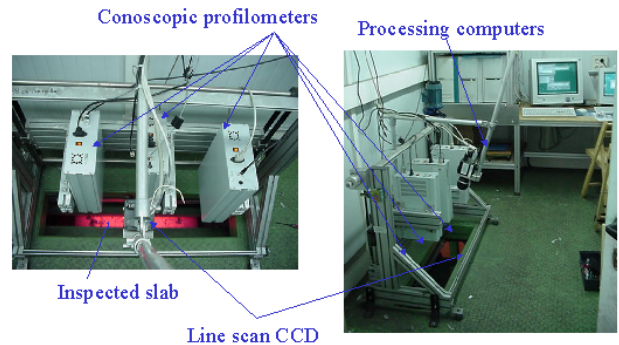 Conoscopic profilometers
Processing computers
Inspected slab
Line scan CCD